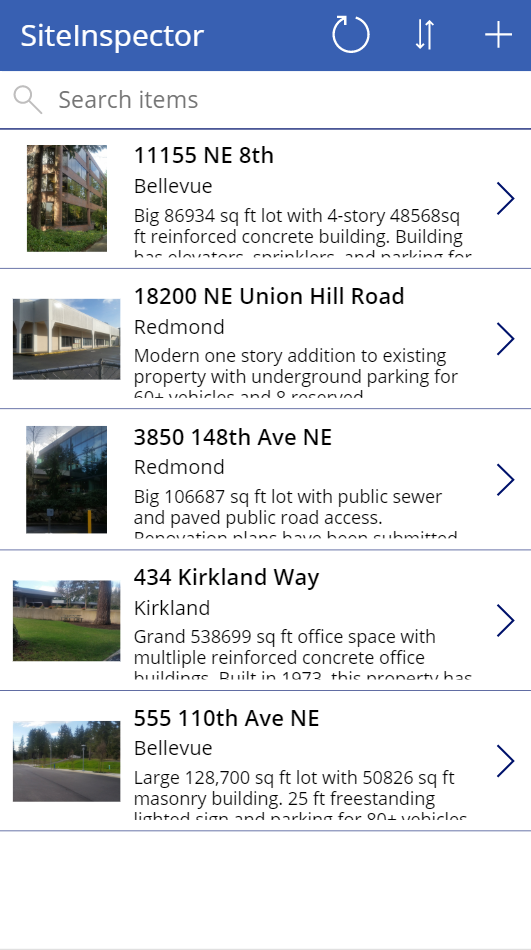 SiteInspector
Search items
11155 NE 8th
Bellevue
Big 86934 sq ft lot with 4-story 48568sq
ft reinforced concrete building. Building
has elevators, sprinklers, and parking for
18200 NE Union Hill Road
Redmond
Modern one story addition to existing
property with underground parking for
60+ vehicles and 8 reserved
3850 148th Ave NE
Redmond
Big 106687 sq ft lot with public sewer
and paved public road access.
Renovation plans have been submitted
434 Kirkland Way
Kirkland
Grand 538699 sq ft office space with
multliple reinforced concrete office
buildings. Built in 1973, this property has
555 110th Ave NE
Bellevue
Large 128,700 sq ft lot with 50826 sq ft
masonry building. 25 ft freestanding
lighted sign and parking for 80+ vehicles